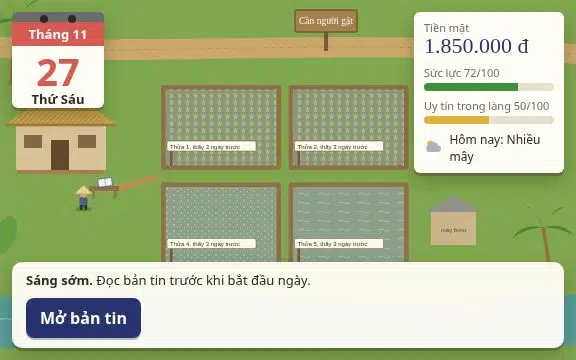 Cần người gặt
Tháng 11
27
Thứ Sáu
Tiền mặt
1.850.000 đ
Sức lực 72/100
Uy tín trong làng 50/100
Hôm nay: Nhiều
mây
Thửa 1, thấy 3 ngày trước
Thửa 2, thấy 3 ngày trước
Thửa 4, thấy 3 ngày trước
Thửa 5, thấy 3 ngày trước
máy bơm
Sáng sớm. Đọc bản tin trước khi bắt đầu ngày.
Mở bản tin